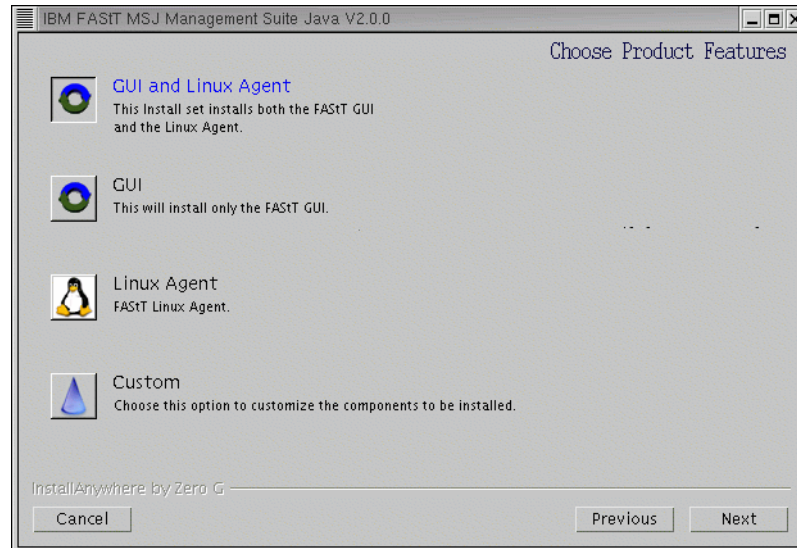 IBM FAStT MSJ Management Suite Java V2.0.0
Choose Product Features
GUI and Linux Agent
This Install set installs both the FAStT GUI
and the Linux Agent.
GUI
This will install only the FAStT GUI.
Linux Agent
FAStT Linux Agent.
Custom
Choose this option to customize the components to be installed.
InstallAnywhere by Zero G
Cancel
Previous
Next